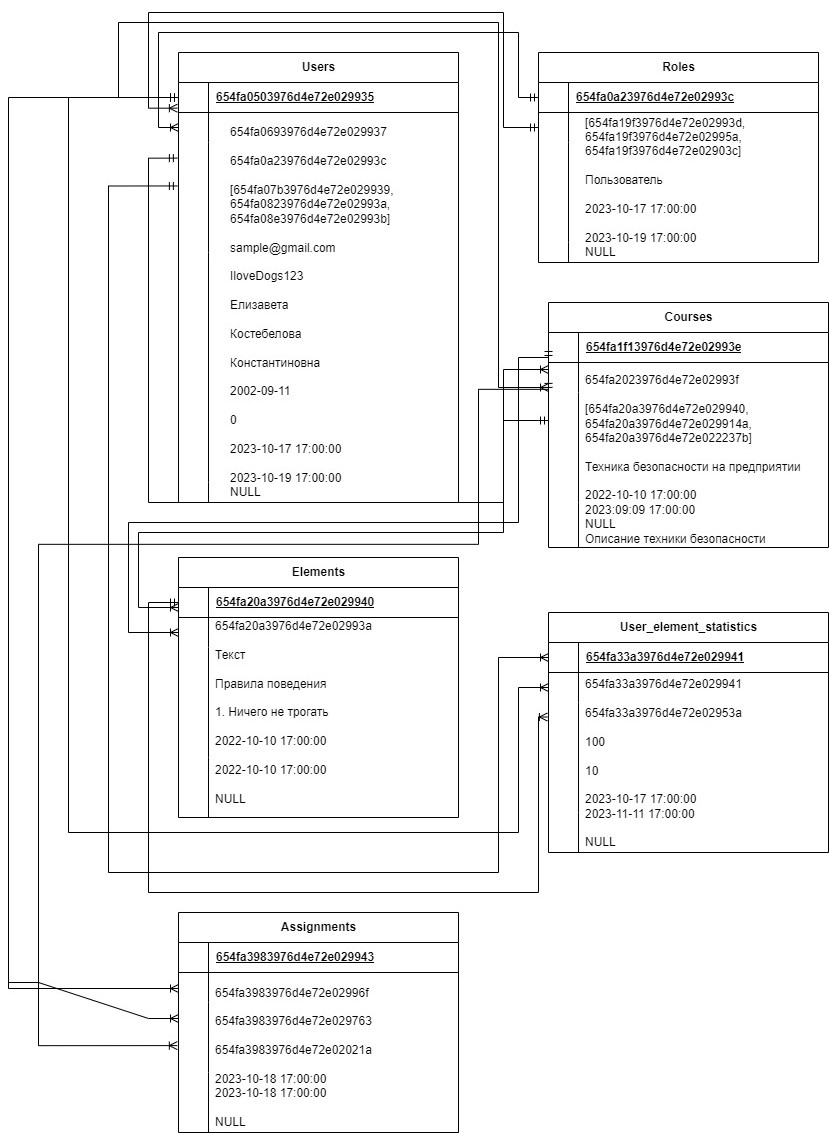 Users
654fa0503976d4e72e029935
654fa0693976d4e72e029937
654fa0a23976d4e72e02993c
[654fa07b3976d4e72e029939,
654fa0823976d4e72e02993a,
654fa08e3976d4e72e02993b]
sample@gmail.com
IloveDogs123
Елизавета
Костебелова
Константиновна
2002-09-11
0
2023-10-17 17:00:00
2023-10-19 17:00:00
NULL
Roles
654fa0a23976d4e72e02993c
[654fa19f3976d4e72e02993d,
654fa19f3976d4e72e02995a,
654fa19f3976d4e72e02903c]
Пользователь
2023-10-17 17:00:00
2023-10-19 17:00:00
NULL
Courses
654fa1f13976d4e72e02993e
654fa2023976d4e72e02993f
[654fa20a3976d4e72e029940,
654fa20a3976d4e72e029914a,
654fa20a3976d4e72e022237b]
Техника безопасности на предприятии
2022-10-10 17:00:00
2023:09:09 17:00:00
NULL
Описание техники безопасности
Elements
654fa20a3976d4e72e029940
654fa20a3976d4e72e02993a
Текст
Правила поведения
1. Ничего не трогать
2022-10-10 17:00:00
2022-10-10 17:00:00
NULL
User_element_statistics
654fa33a3976d4e72e029941
654fa33a3976d4e72e029941
654fa33a3976d4e72e02953a
100
10
2023-10-17 17:00:00
2023-11-11 17:00:00
NULL
Assignments
654fa3983976d4e72e029943
654fa3983976d4e72e02996f
654fa3983976d4e72e029763
654fa3983976d4e72e02021a
2023-10-18 17:00:00
2023-10-18 17:00:00
NULL